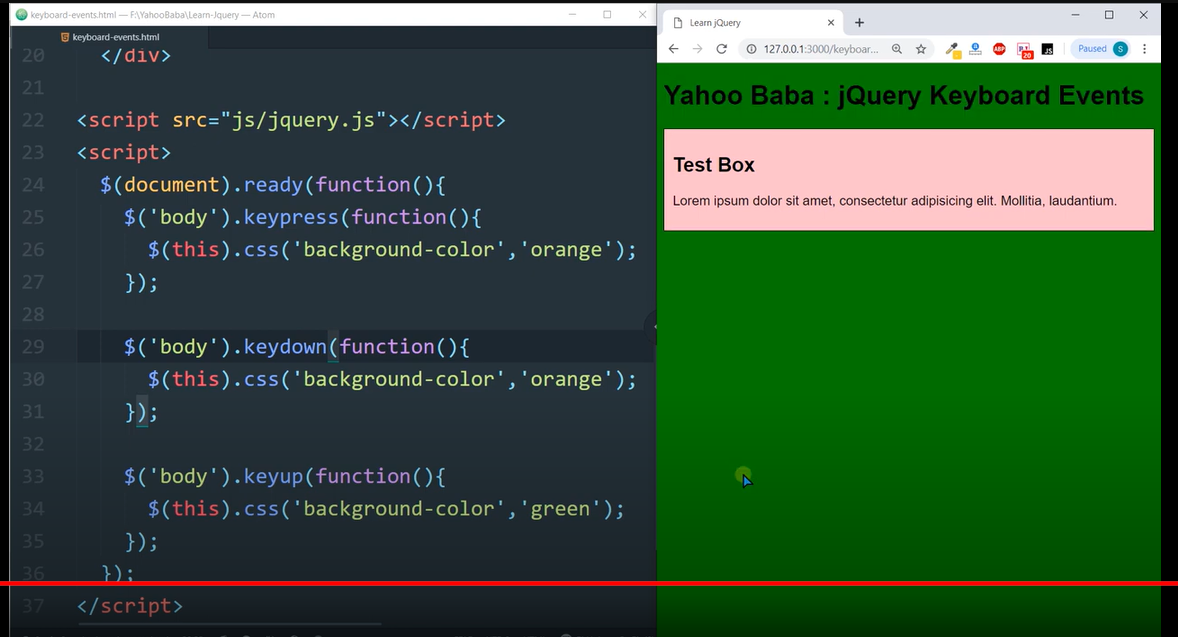 keyboard-events.html — F:\YahooBaba\Learn-Jquery — Atom
keyboard-events.html
20 </div>
21
22 <script src="js/jquery.js"></script>
23 <script>
24 $(document).ready(function(){
25 $('body').keypress(function(){
26 $(this).css('background-color','orange');
27 });
28
29 $('body').keydown(function(){
30 $(this).css('background-color','orange');
31 });
32
33 $('body').keyup(function(){
34 $(this).css('background-color','green');
35 });
36 });
37 </script>
Learn jQuery
127.0.0.1:3000/keyboar...
ABP
20
JS
Paused
S
Yahoo Baba : jQuery Keyboard Events
Test Box
Lorem ipsum dolor sit amet, consectetur adipisicing elit. Mollitia, laudantium.